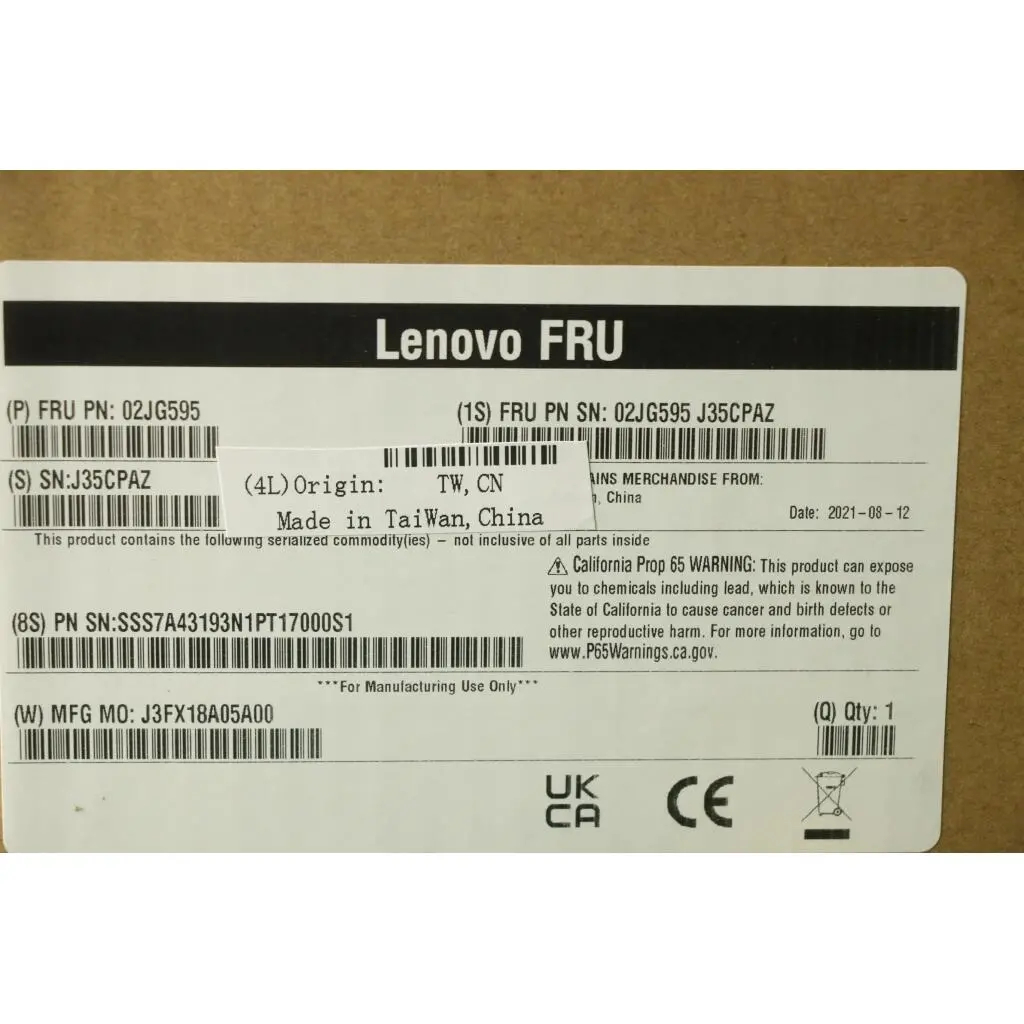 Lenovo FRU
(P) FRU PN: 02JG595
(1S) FRU PN SN: 02JG595 J35CPAZ
(S) SN:J35CPAZ
(4L)Origin: TW,CN
Made in TaiWan,China
MERCHANDISE FROM:
, China
Date: 2021-08-12
This product contains the following serialized commodity(ies) – not inclusive of all parts inside
⚠ California Prop 65 WARNING: This product can expose
you to chemicals including lead, which is known to the
State of California to cause cancer and birth defects or
other reproductive harm. For more information, go to
www.P65Warnings.ca.gov.
(8S) PN SN:SSS7A43193N1PT17000S1
***For Manufacturing Use Only***
(W) MFG MO: J3FX18A05A00
(Q) Qty: 1
UK
CA
CE